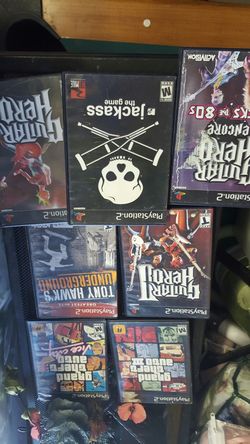 PlayStation 2
grand
theft
auto
Vice City
PlayStation 2
grand
theft
auto III
PlayStation 2
TONY HAWK'S
UNDERGROUND
GREATEST HITS
PlayStation 2
GUITAR
HERO II
PlayStation 2
GUITAR
HERO
PlayStation 2
jackass
the game
M
GUITAR
HERO
ENCORE
ROCKS THE 80s
ACTIVISION